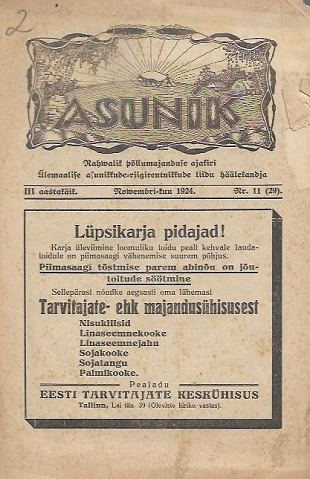 2
ASUNIK
Rahwalik põllumajanduse ajakiri
Ülemaalise asunikkude-riigirentnikkude liidu häälekandja
III aastakäik. Nowembri-kuu 1924. Nr. 11 (29).
Lüpsikarja pidajad!
Karja üleviimine loomuliku toidu pealt kehvale lauda-
toidule on piimasaagi vähenemise suurem põhjus.
Piimasaagi tõstmise parem abinõu on jõu-
toitude söötmine
Sellepärast nõudke aegsasti oma lähemast
Tarvitajate- ehk majandusühisusest
Nisukliisid
Linaseemnekooke
Linaseemnejahu
Sojakooke
Sojatangu
Palmikooke.
Pealadu
EESTI TARVITAJATE KESKÜHISUS
Tallinn, Lai tän. 39 (Oleviste kiriku vastas).